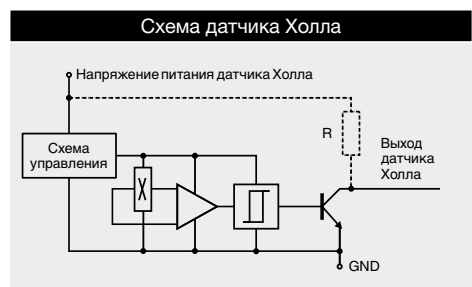 Схема датчика Холла
Напряжение питания датчика Холла
R
Схема
управления
Выход
датчика
Холла
GND